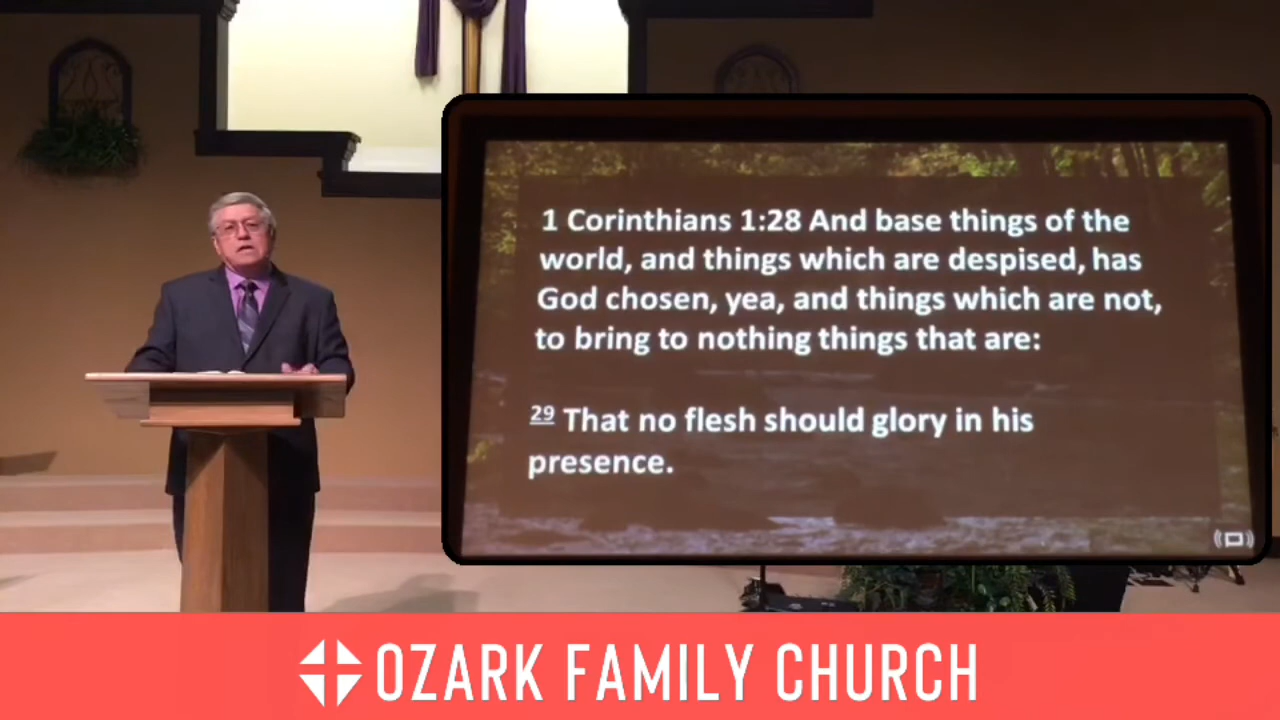 1 Corinthians 1:28 And base things of the
world, and things which are despised, has
God chosen, yea, and things which are not,
to bring to nothing things that are:
29 That no flesh should glory in his
presence.
OZARK FAMILY CHURCH